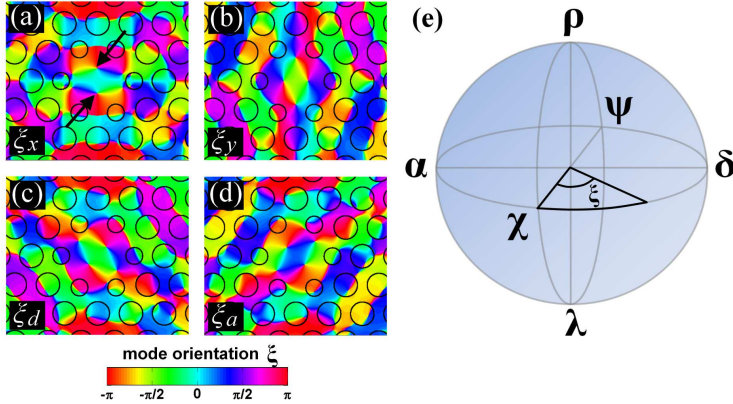 (a)
ξx
(b)
ξy
(c)
ξd
(d)
ξa
mode orientation ξ
-π -π/2 0 π/2 π
(e)
ρ
ψ
α δ
ξ
χ
λ